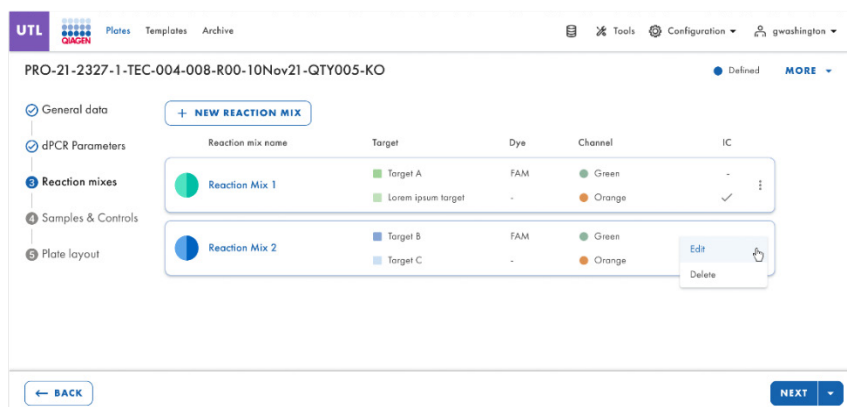 UTL QIAGEN Plates Templates Archive Tools Configuration gwashington
PRO-21-2327-1-TEC-004-008-R00-10Nov21-QTY005-KO Defined MORE
General data
dPCR Parameters
3 Reaction mixes
4 Samples & Controls
5 Plate layout
+ NEW REACTION MIX
Reaction mix name Target Dye Channel IC
Target A FAM Green -
Reaction Mix 1
Lorem ipsum target - Orange
Target B FAM Green
Reaction Mix 2
Target C - Orange
Edit
Delete
← BACK NEXT